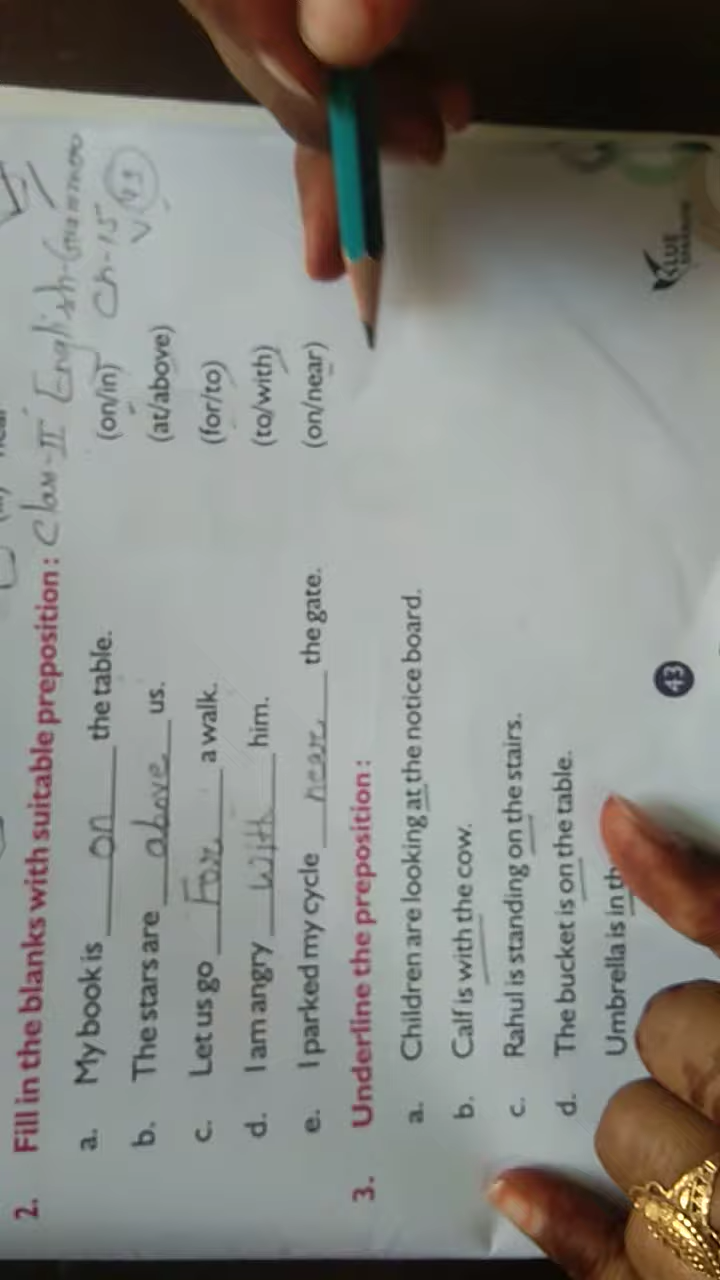 2. Fill in the blanks with suitable preposition : Class-II English-Grammar
Ch-15
V 43
a. My book is on the table. (on/in)
b. The stars are above us. (at/above)
c. Let us go For a walk. (for/to)
d. I am angry with him. (to/with)
e. I parked my cycle near the gate. (on/near)
3. Underline the preposition :
a. Children are looking at the notice board.
b. Calf is with the cow.
c. Rahul is standing on the stairs.
d. The bucket is on the table.
Umbrella is in
43